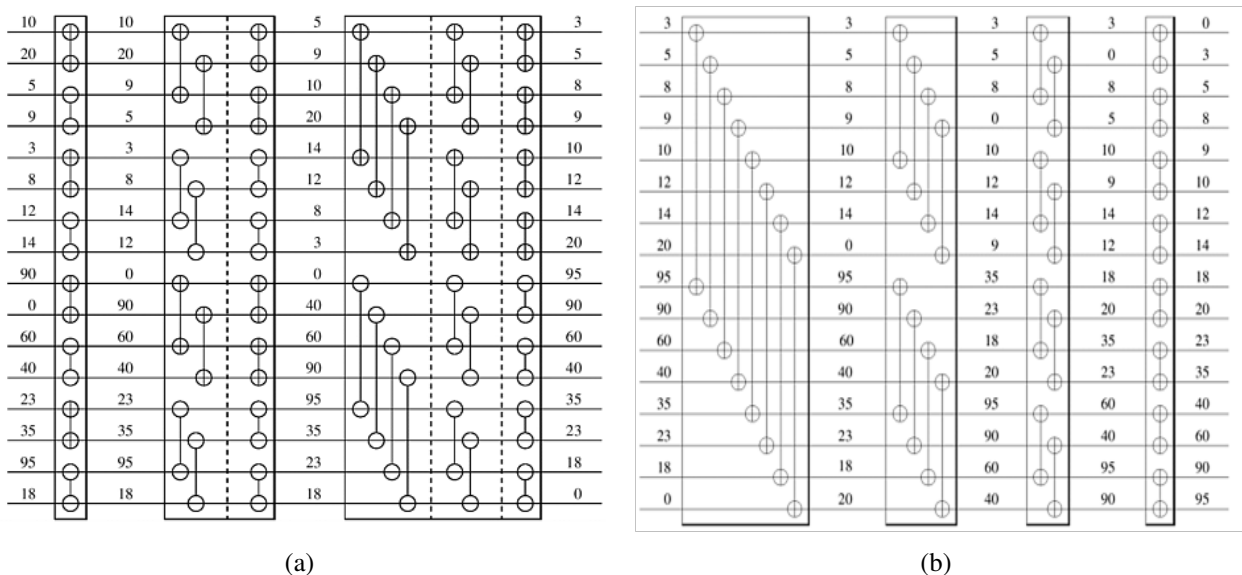 10 10 5 3
20 20 9 5
5 9 10 8
9 5 20 9
3 3 14 10
8 8 12 12
12 14 8 14
14 12 3 20
90 0 0 95
0 90 40 90
60 60 60 60
40 40 90 40
23 23 95 35
35 35 35 23
95 95 23 18
18 18 18 0
(a)
3 3 3 3 0
5 5 5 0 3
8 8 8 8 5
9 9 0 5 8
10 10 10 10 9
12 12 12 9 10
14 14 14 14 12
20 0 9 12 14
95 95 35 18 18
90 90 23 20 20
60 60 18 35 23
40 40 20 23 35
35 35 95 60 40
23 23 90 40 60
18 18 60 95 90
0 20 40 90 95
(b)